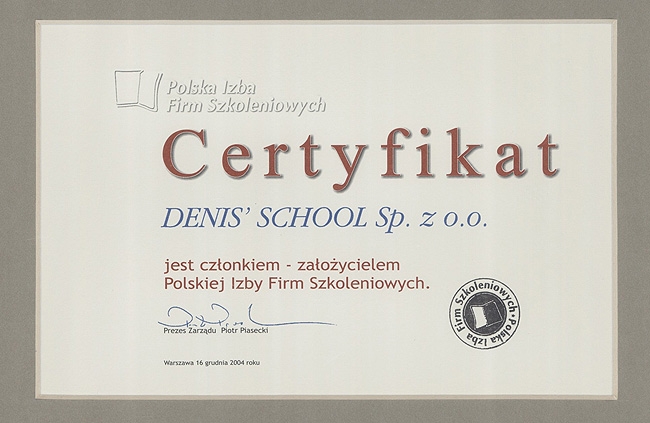 Polska Izba
Firm Szkoleniowych
Certyfikat
DENIS' SCHOOL Sp. z o.o.
jest członkiem - założycielem
Polskiej Izby Firm Szkoleniowych.
Prezes Zarządu Piotr Piasecki
Warszawa 16 grudnia 2004 roku
Polska Izba Firm Szkoleniowych •